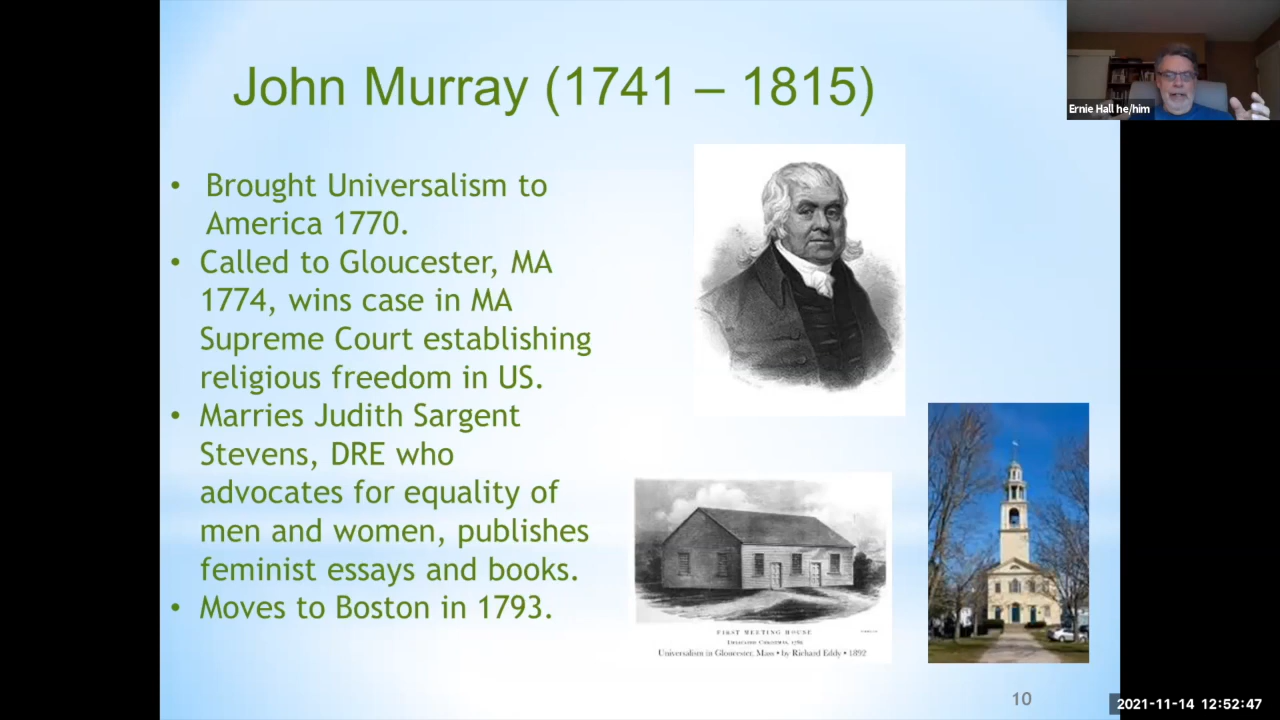 John Murray (1741 – 1815)
Ernie Hall he/him
• Brought Universalism to
America 1770.
• Called to Gloucester, MA
1774, wins case in MA
Supreme Court establishing
religious freedom in US.
• Marries Judith Sargent
Stevens, DRE who
advocates for equality of
men and women, publishes
feminist essays and books.
• Moves to Boston in 1793.
FIRST MEETING HOUSE
Universalism in Gloucester, Mass • by Richard Eddy • 1892
10
2021-11-14 12:52:47